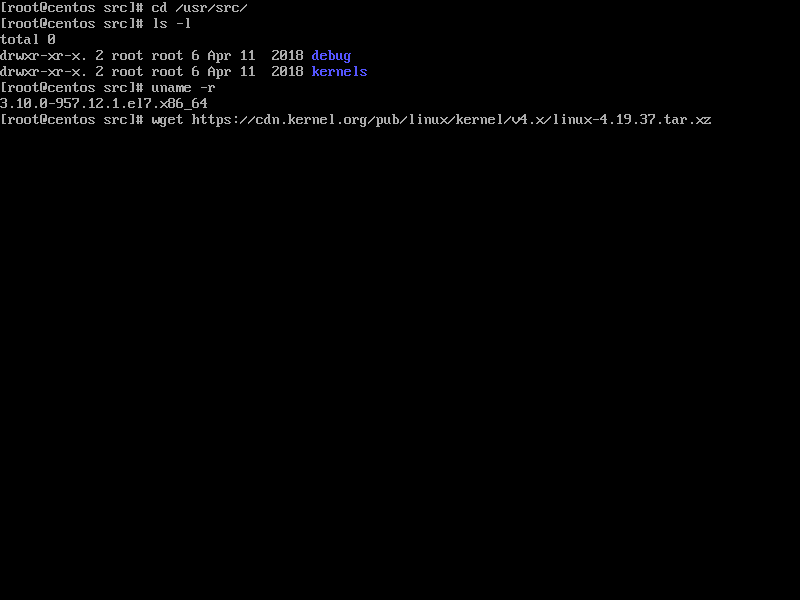 [root@centos src]# cd /usr/src/
[root@centos src]# ls -l
total 0
drwxr-xr-x. 2 root root 6 Apr 11  2018 debug
drwxr-xr-x. 2 root root 6 Apr 11  2018 kernels
[root@centos src]# uname -r
3.10.0-957.12.1.el7.x86_64
[root@centos src]# wget https://cdn.kernel.org/pub/linux/kernel/v4.x/linux-4.19.37.tar.xz